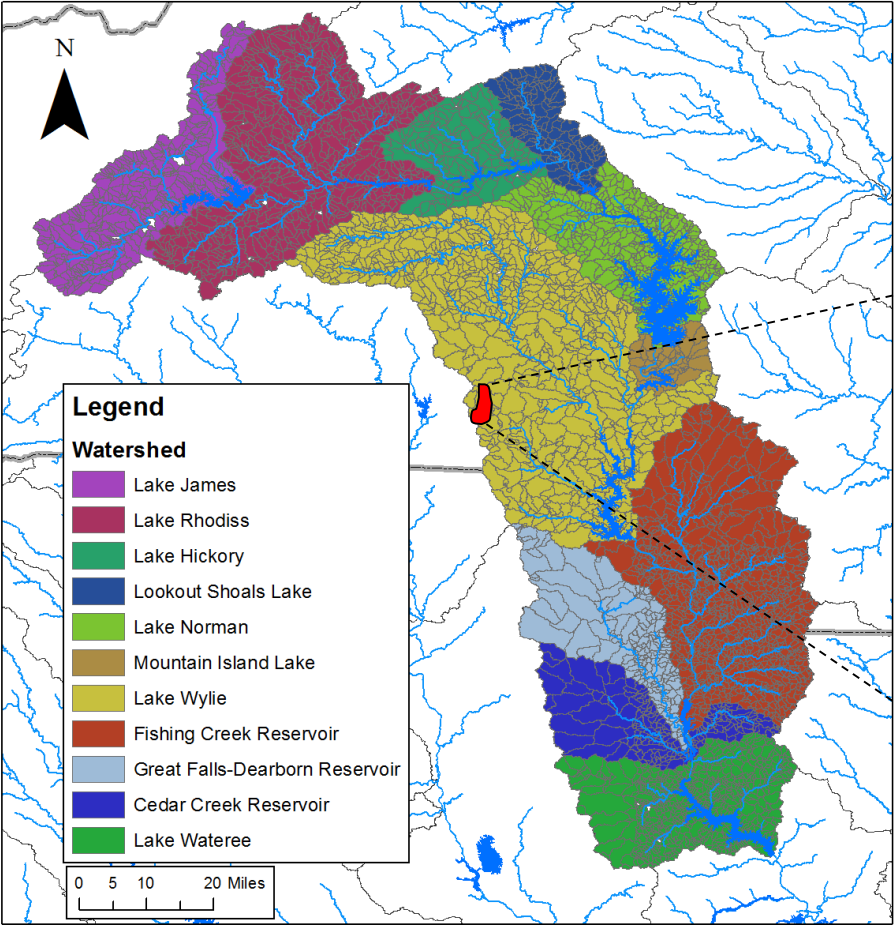 N
Legend
Watershed
Lake James
Lake Rhodiss
Lake Hickory
Lookout Shoals Lake
Lake Norman
Mountain Island Lake
Lake Wylie
Fishing Creek Reservoir
Great Falls-Dearborn Reservoir
Cedar Creek Reservoir
Lake Wateree
0 5 10 20 Miles